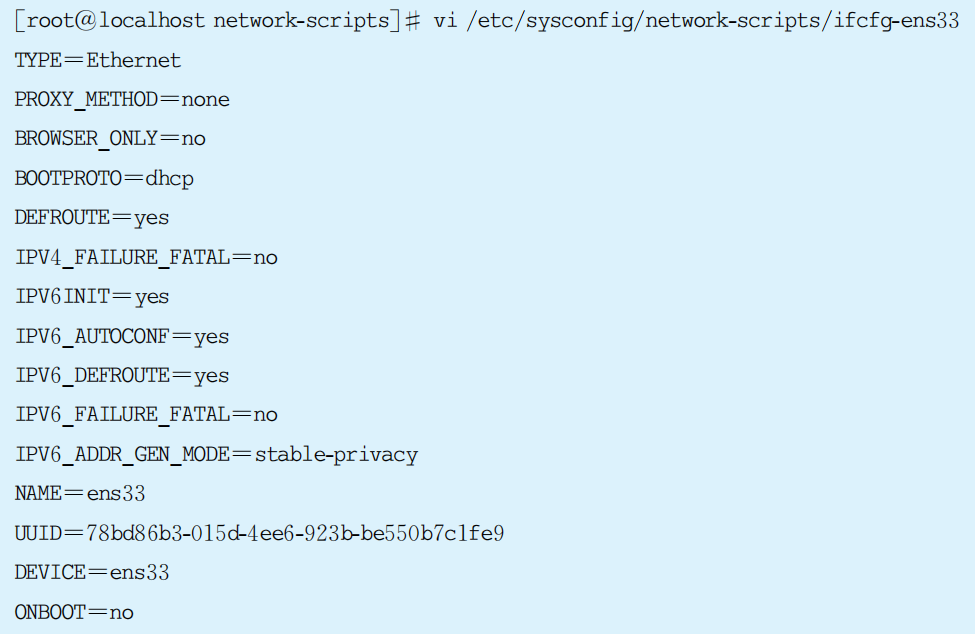 [root@localhost network-scripts]# vi /etc/sysconfig/network-scripts/ifcfg-ens33
TYPE=Ethernet
PROXY_METHOD=none
BROWSER_ONLY=no
BOOTPROTO=dhcp
DEFROUTE=yes
IPV4_FAILURE_FATAL=no
IPV6INIT=yes
IPV6_AUTOCONF=yes
IPV6_DEFROUTE=yes
IPV6_FAILURE_FATAL=no
IPV6_ADDR_GEN_MODE=stable-privacy
NAME=ens33
UUID=78bd86b3-015d-4ee6-923b-be550b7c1fe9
DEVICE=ens33
ONBOOT=no